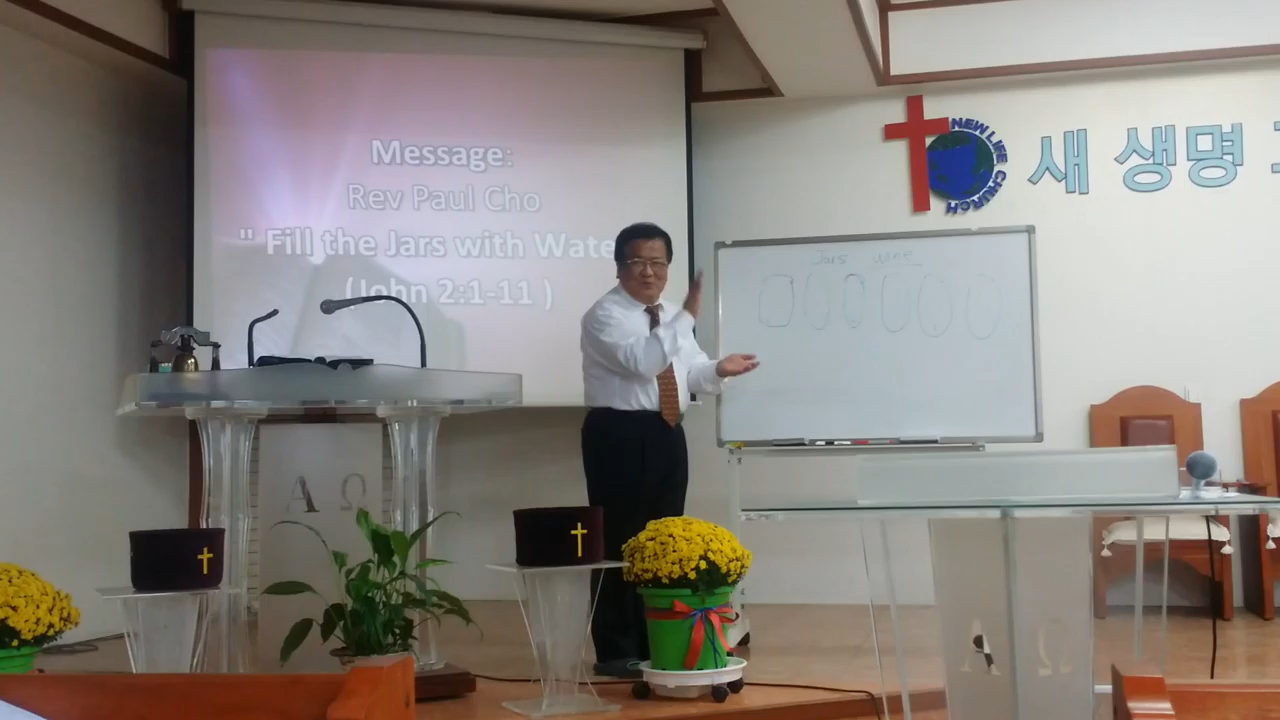 Message:
Rev Paul Cho
" Fill the Jars with Wate
(John 2:1-11 )
NEW LIFE CHURCH
새 생명
Jars wine
Α Ω
Α Ω